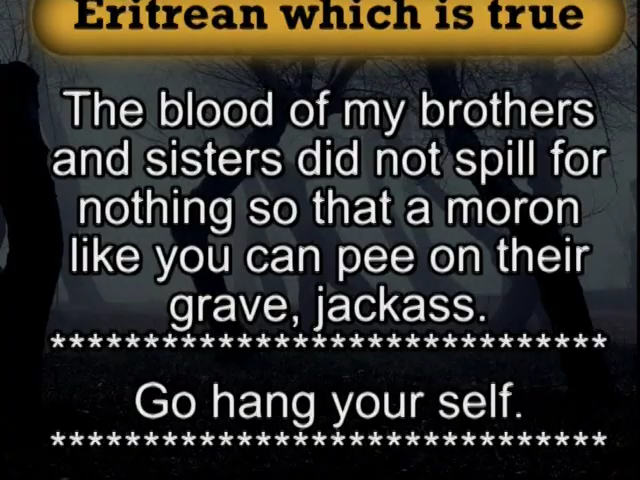 Eritrean which is true
The blood of my brothers
and sisters did not spill for
nothing so that a moron
like you can pee on their
grave, jackass.
******************************
Go hang your self.
******************************